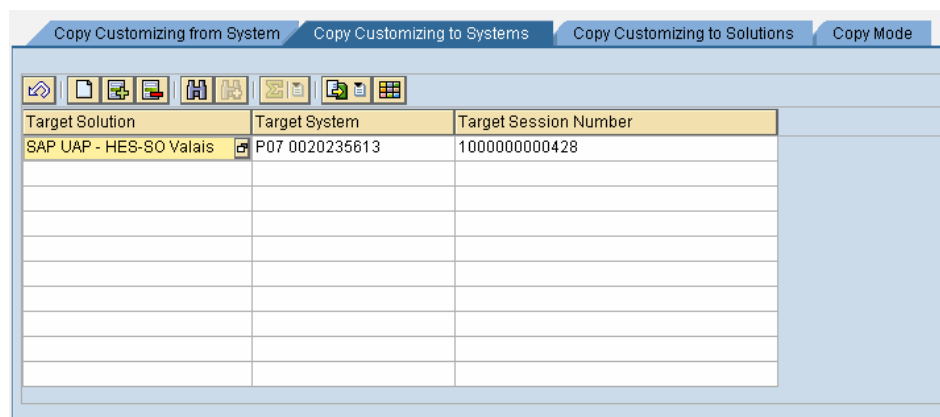 Copy Customizing from System Copy Customizing to Systems Copy Customizing to Solutions Copy Mode
Target Solution Target System Target Session Number
SAP UAP - HES-SO Valais P07 0020235613 1000000000428